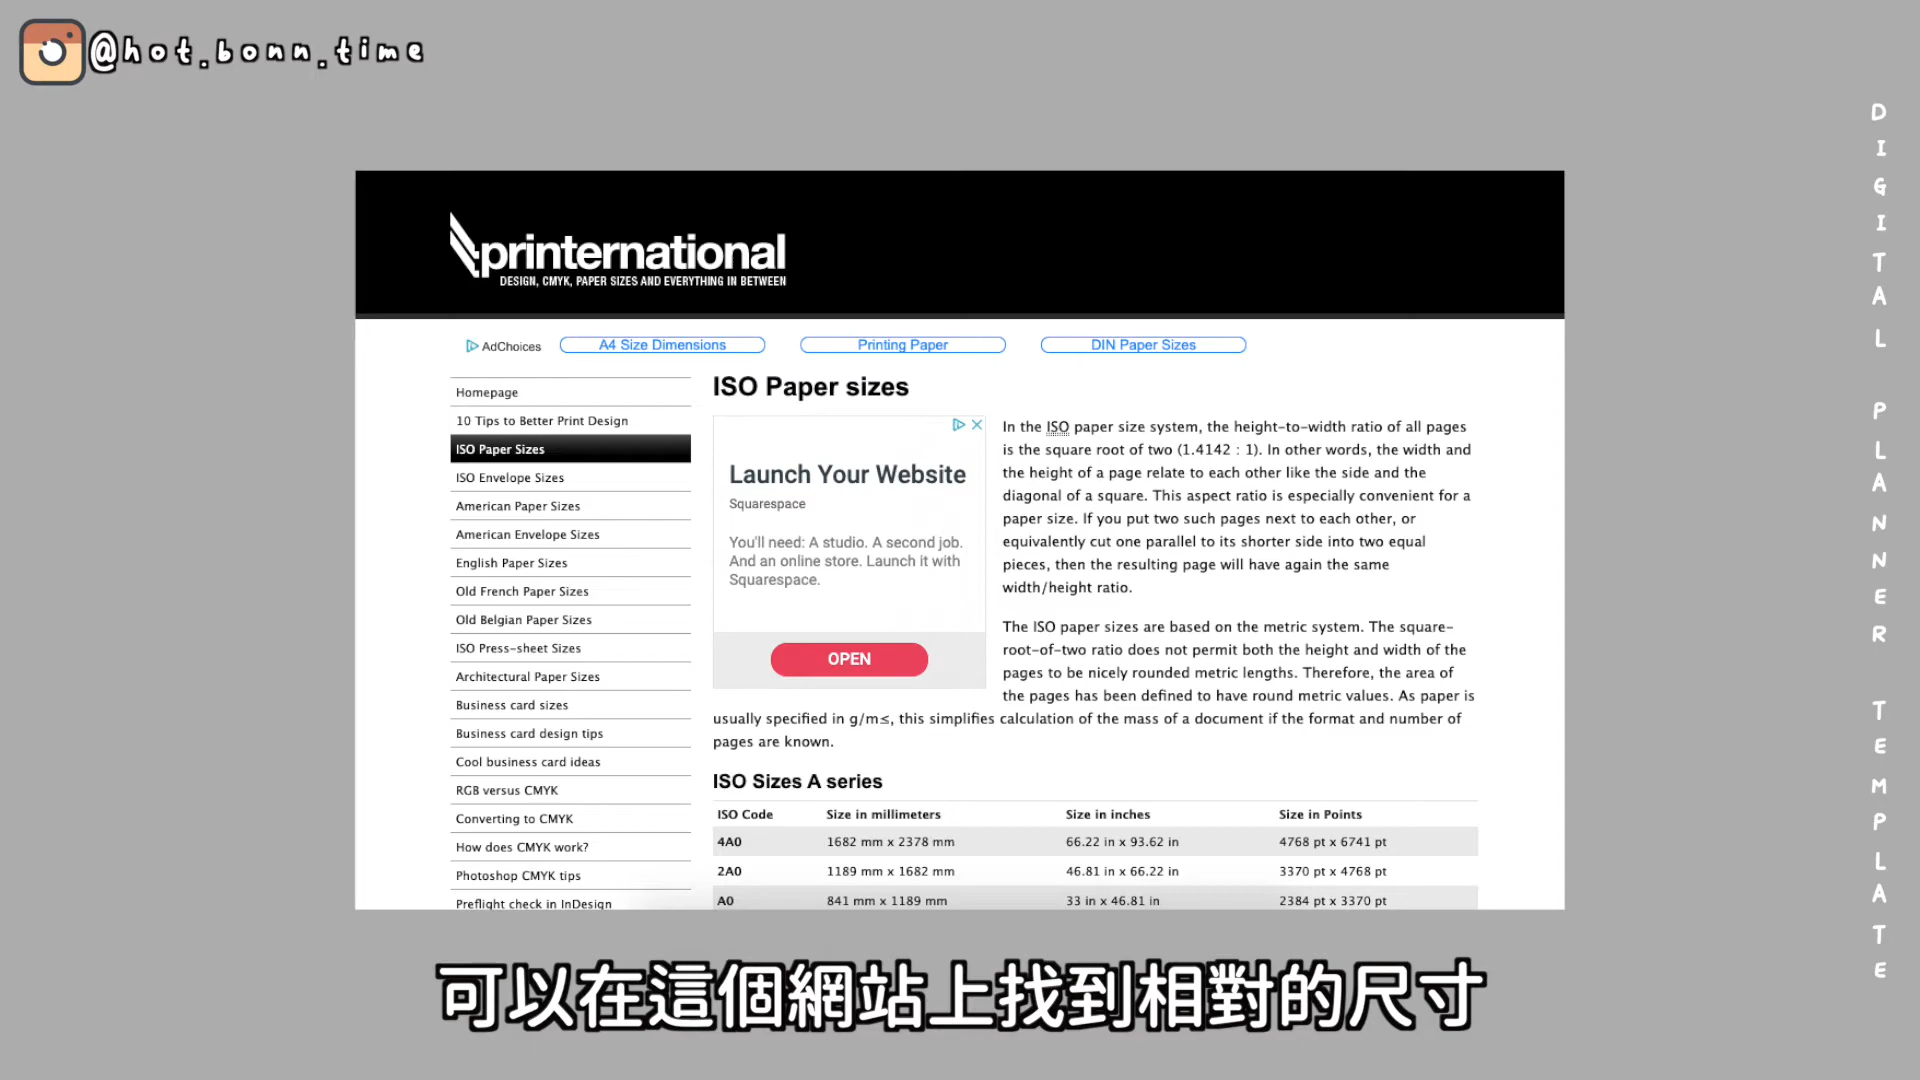 @hot.bonn.time
printernational
DESIGN, CMYK, PAPER SIZES AND EVERYTHING IN BETWEEN
AdChoices
A4 Size Dimensions
Printing Paper
DIN Paper Sizes
Homepage
10 Tips to Better Print Design
ISO Paper Sizes
ISO Envelope Sizes
American Paper Sizes
American Envelope Sizes
English Paper Sizes
Old French Paper Sizes
Old Belgian Paper Sizes
ISO Press-sheet Sizes
Architectural Paper Sizes
Business card sizes
Business card design tips
Cool business card ideas
RGB versus CMYK
Converting to CMYK
How does CMYK work?
Photoshop CMYK tips
Preflight check in InDesign
ISO Paper sizes
Launch Your Website
Squarespace
You'll need: A studio. A second job.
And an online store. Launch it with
Squarespace.
OPEN
In the ISO paper size system, the height-to-width ratio of all pages
is the square root of two (1.4142 : 1). In other words, the width and
the height of a page relate to each other like the side and the
diagonal of a square. This aspect ratio is especially convenient for a
paper size. If you put two such pages next to each other, or
equivalently cut one parallel to its shorter side into two equal
pieces, then the resulting page will have again the same
width/height ratio.
The ISO paper sizes are based on the metric system. The square-
root-of-two ratio does not permit both the height and width of the
pages to be nicely rounded metric lengths. Therefore, the area of
the pages has been defined to have round metric values. As paper is
usually specified in g/m≤, this simplifies calculation of the mass of a document if the format and number of
pages are known.
ISO Sizes A series
ISO Code Size in millimeters Size in inches Size in Points
4A0 1682 mm x 2378 mm 66.22 in x 93.62 in 4768 pt x 6741 pt
2A0 1189 mm x 1682 mm 46.81 in x 66.22 in 3370 pt x 4768 pt
A0 841 mm x 1189 mm 33 in x 46.81 in 2384 pt x 3370 pt
可以在這個網站上找到相對的尺寸
DIGITAL PLANNER TEMPLATE